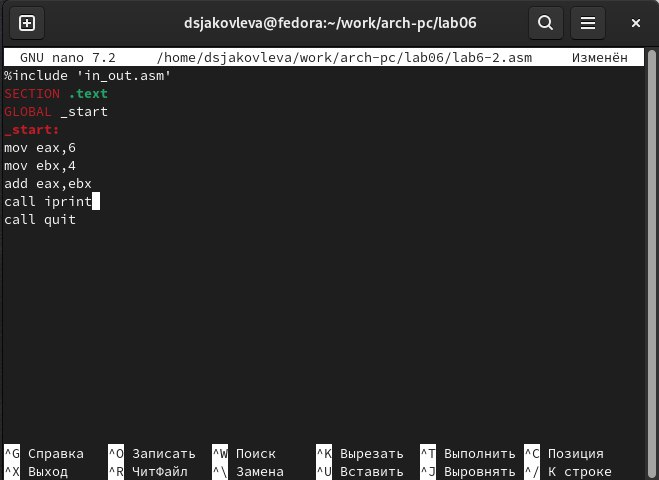 dsjakovleva@fedora:~/work/arch-pc/lab06
GNU nano 7.2 /home/dsjakovleva/work/arch-pc/lab06/lab6-2.asm Изменён
%include 'in_out.asm'
SECTION .text
GLOBAL _start
_start:
mov eax,6
mov ebx,4
add eax,ebx
call iprint
call quit
^G Справка ^O Записать ^W Поиск ^K Вырезать ^T Выполнить ^C Позиция
^X Выход ^R ЧитФайл ^\ Замена ^U Вставить ^J Выровнять ^/ К строке